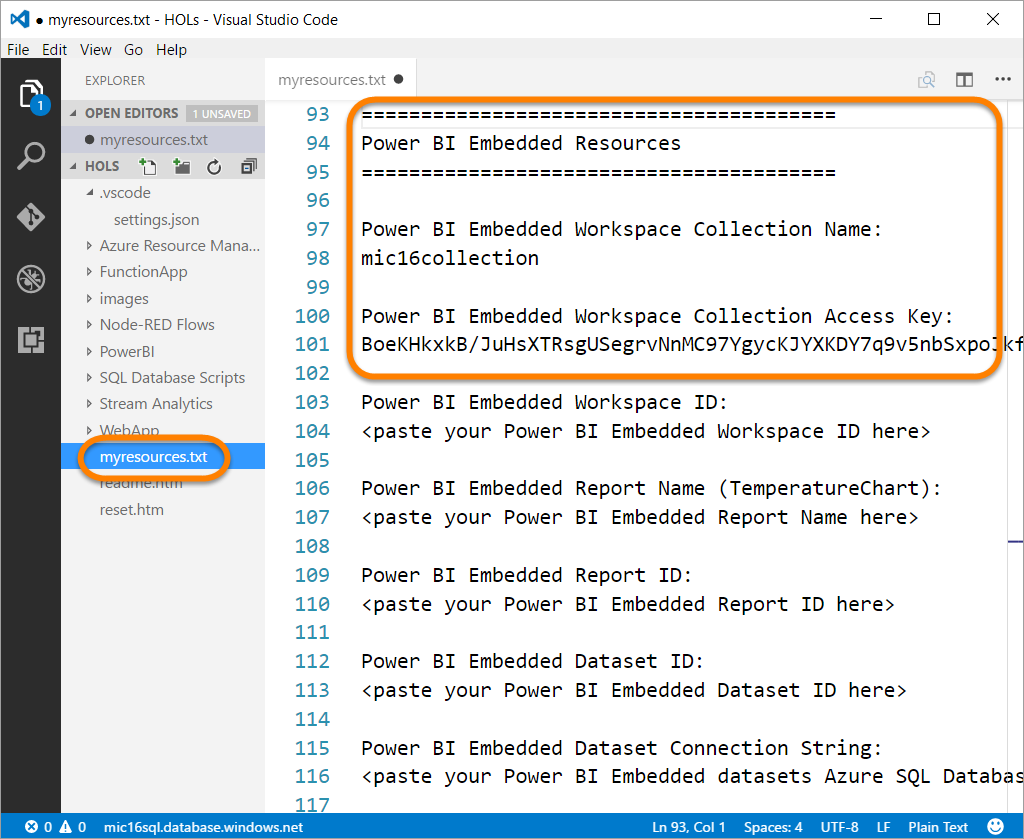 ● myresources.txt - HOLs - Visual Studio Code
File Edit View Go Help
EXPLORER
myresources.txt ●
1
OPEN EDITORS 1 UNSAVED
● myresources.txt
HOLS
.vscode
settings.json
Azure Resource Mana...
FunctionApp
images
Node-RED Flows
PowerBI
SQL Database Scripts
Stream Analytics
WebApp
myresources.txt
readme.htm
reset.htm
93 ========================================
94 Power BI Embedded Resources
95 ========================================
96
97 Power BI Embedded Workspace Collection Name:
98 mic16collection
99
100 Power BI Embedded Workspace Collection Access Key:
101 BoeKHkxkB/JuHsXTRsgUSegrvNnMC97YgycKJYXKDY7q9v5nbSxpolkf
102
103 Power BI Embedded Workspace ID:
104 <paste your Power BI Embedded Workspace ID here>
105
106 Power BI Embedded Report Name (TemperatureChart):
107 <paste your Power BI Embedded Report Name here>
108
109 Power BI Embedded Report ID:
110 <paste your Power BI Embedded Report ID here>
111
112 Power BI Embedded Dataset ID:
113 <paste your Power BI Embedded Dataset ID here>
114
115 Power BI Embedded Dataset Connection String:
116 <paste your Power BI Embedded datasets Azure SQL Databas
117
0 0 mic16sql.database.windows.net Ln 93, Col 1 Spaces: 4 UTF-8 LF Plain Text